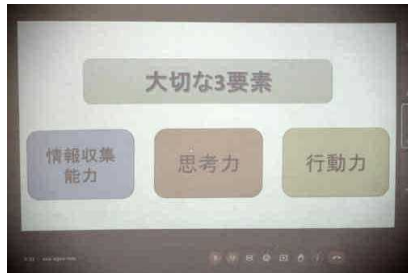 大切な3要素
情報収集
能力
思考力
行動力